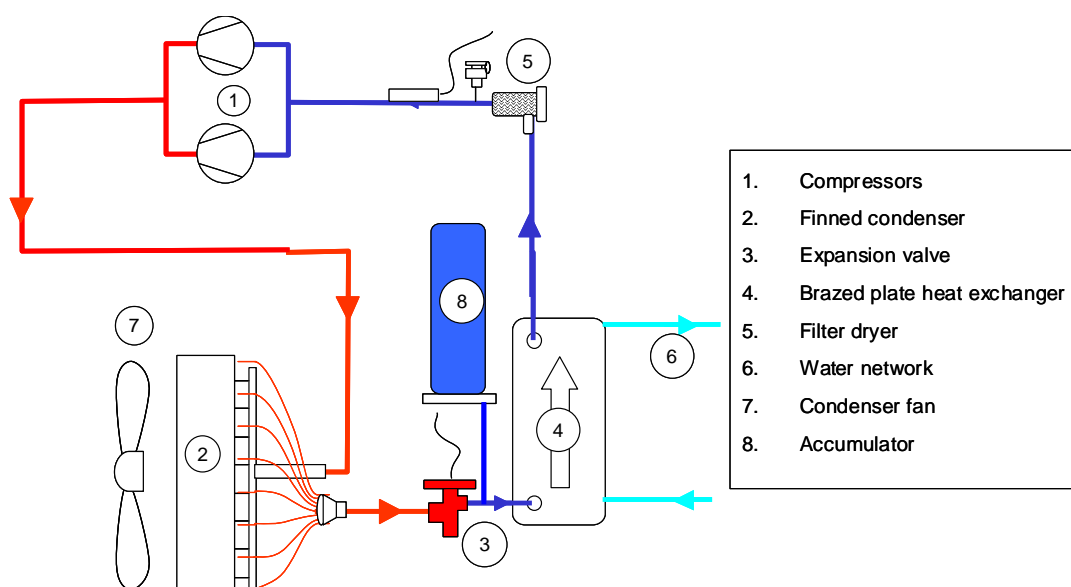 1
5
7
8
6
4
2
3
1. Compressors
2. Finned condenser
3. Expansion valve
4. Brazed plate heat exchanger
5. Filter dryer
6. Water network
7. Condenser fan
8. Accumulator